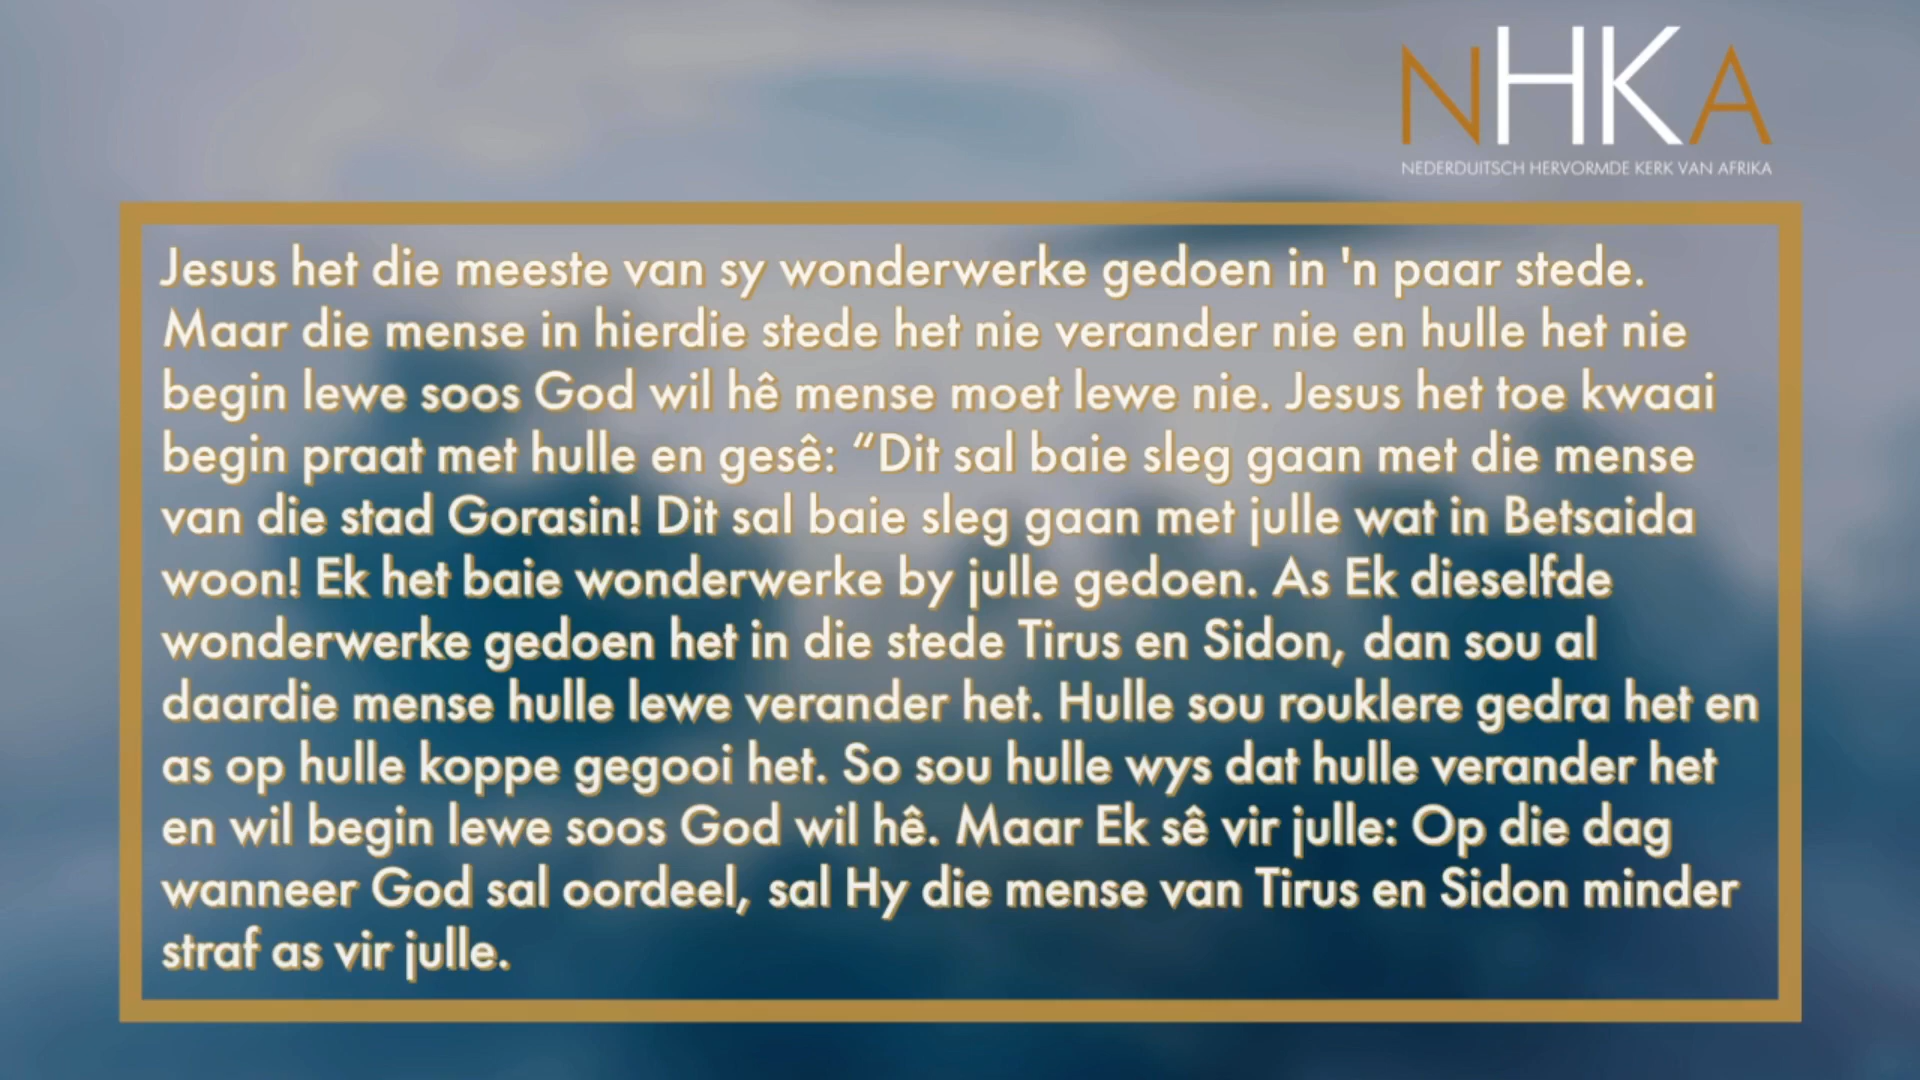 NHKA
NEDERDUITSCH HERVORMDE KERK VAN AFRIKA
Jesus het die meeste van sy wonderwerke gedoen in 'n paar stede.
Maar die mense in hierdie stede het nie verander nie en hulle het nie
begin lewe soos God wil hê mense moet lewe nie. Jesus het toe kwaai
begin praat met hulle en gesê: “Dit sal baie sleg gaan met die mense
van die stad Gorasin! Dit sal baie sleg gaan met julle wat in Betsaida
woon! Ek het baie wonderwerke by julle gedoen. As Ek dieselfde
wonderwerke gedoen het in die stede Tirus en Sidon, dan sou al
daardie mense hulle lewe verander het. Hulle sou rouklere gedra het en
as op hulle koppe gegooi het. So sou hulle wys dat hulle verander het
en wil begin lewe soos God wil hê. Maar Ek sê vir julle: Op die dag
wanneer God sal oordeel, sal Hy die mense van Tirus en Sidon minder
straf as vir julle.